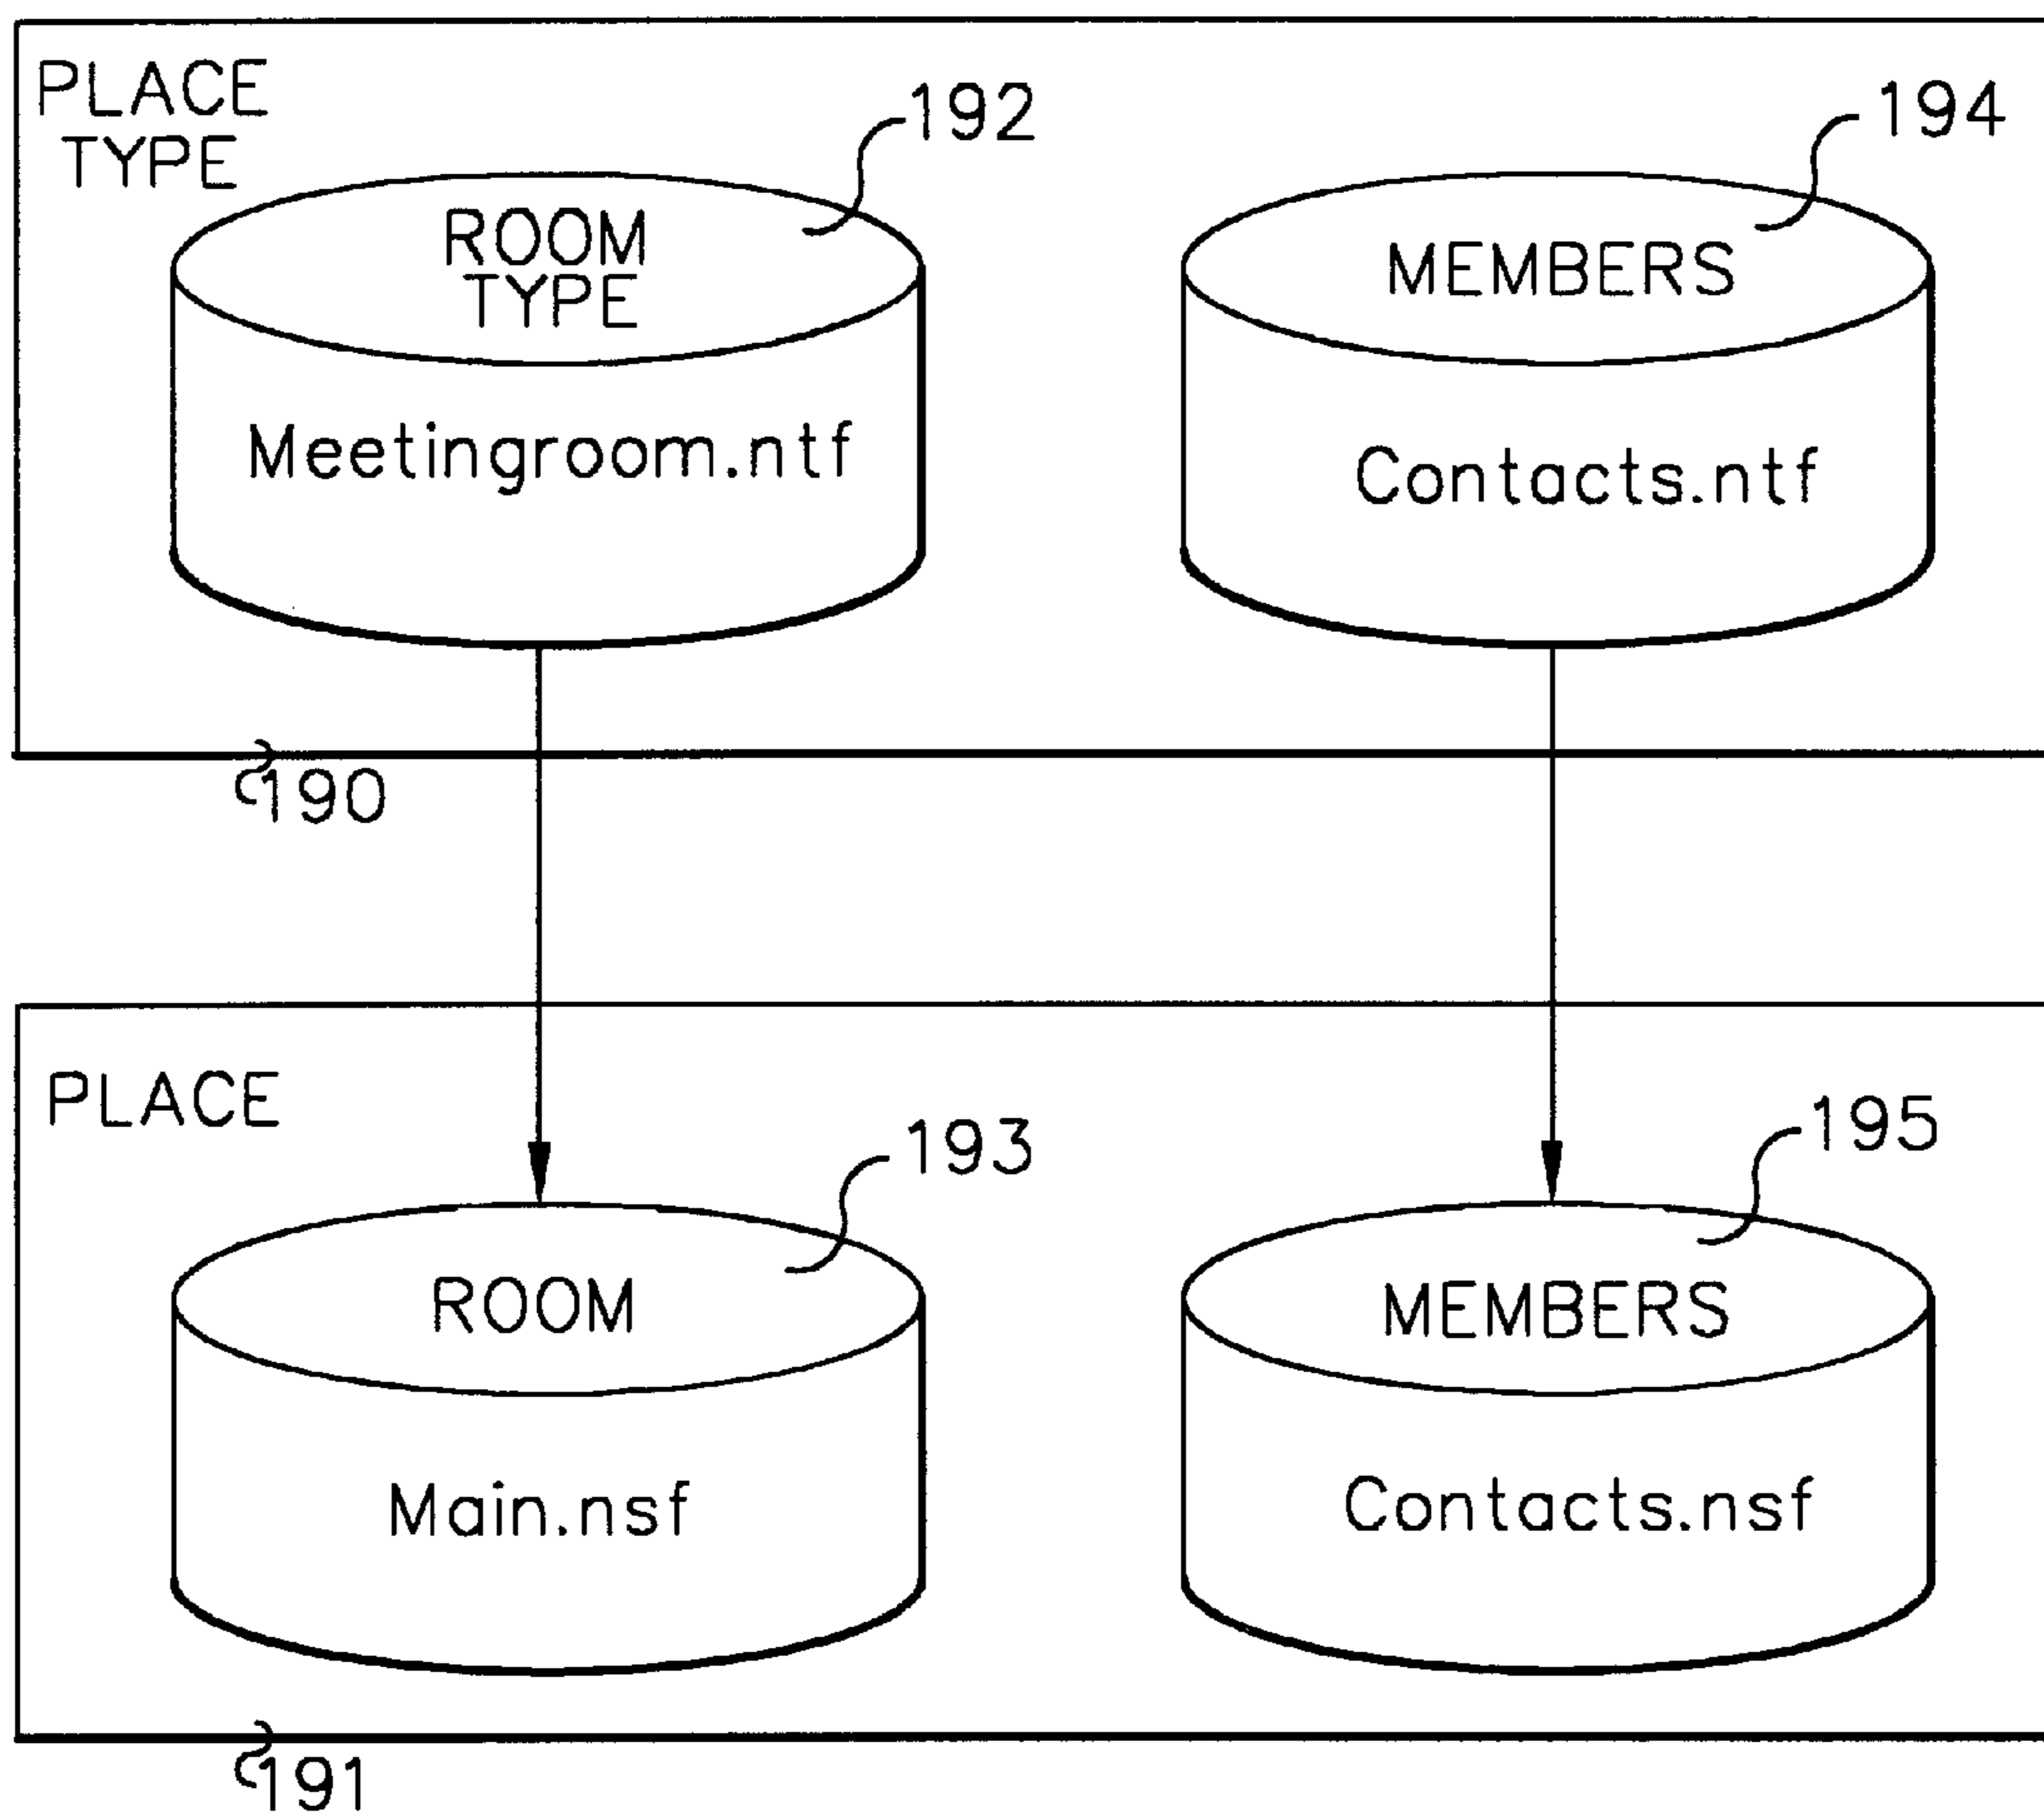 PLACE
TYPE
192
194
ROOM
TYPE
MEMBERS
Meetingroom.ntf
Contacts.ntf
190
PLACE
193
195
ROOM
MEMBERS
Main.nsf
Contacts.nsf
191